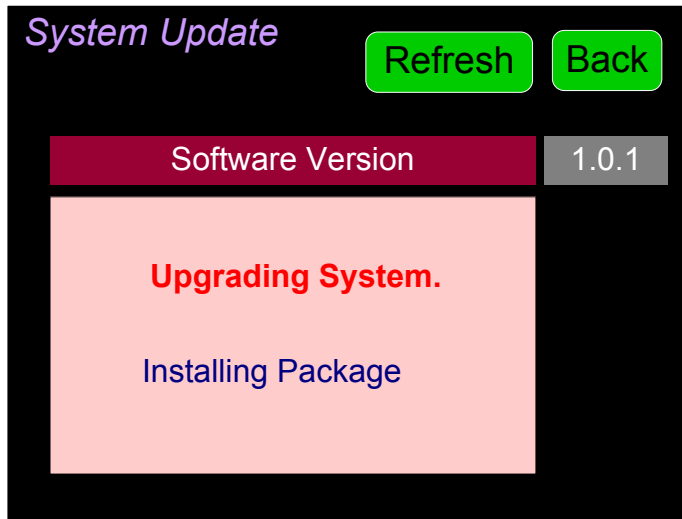 System Update
Refresh
Back
Software Version
1.0.1
Upgrading System.
Installing Package